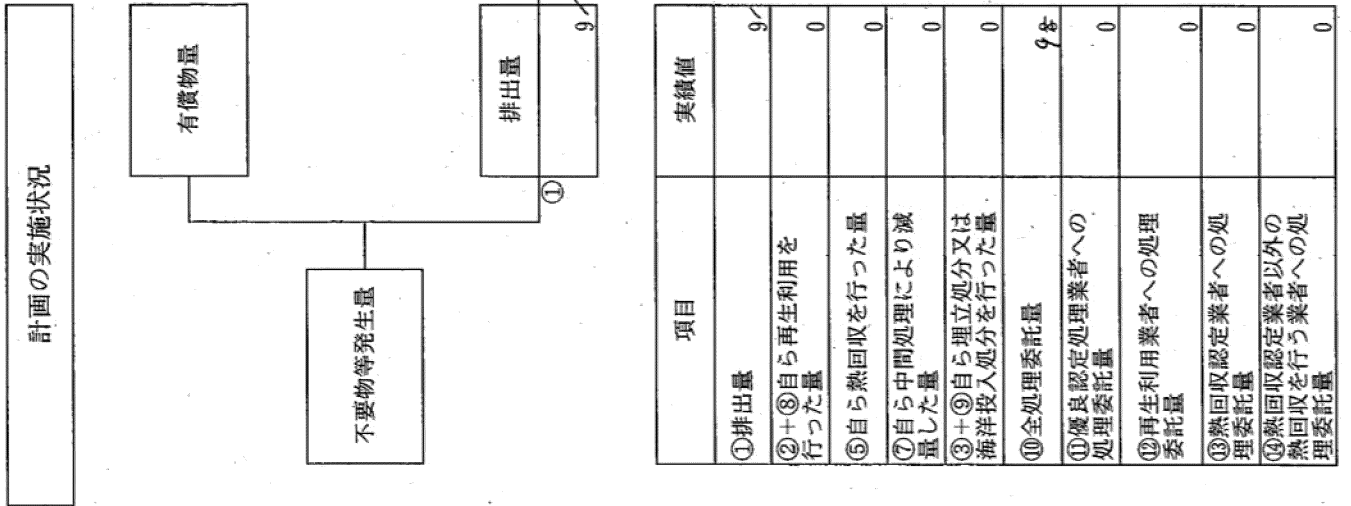 計画の実施状況
有償物量
不要物等発生量
排出量
①
9
項目
実績値
①排出量
9
②+⑧自ら再生利用を
行った量
0
⑤自ら熱回収を行った量
0
⑦自ら中間処理により減
量した量
0
③+⑨自ら埋立処分又は
海洋投入処分を行った量
0
⑩全処理委託量
⑪優良認定処理業者への
処理委託量
0
⑫再生利用業者への処理
委託量
0
⑬熱回収認定業者への処
理委託量
0
⑭熱回収認定業者以外の
熱回収を行う業者への処
理委託量
0